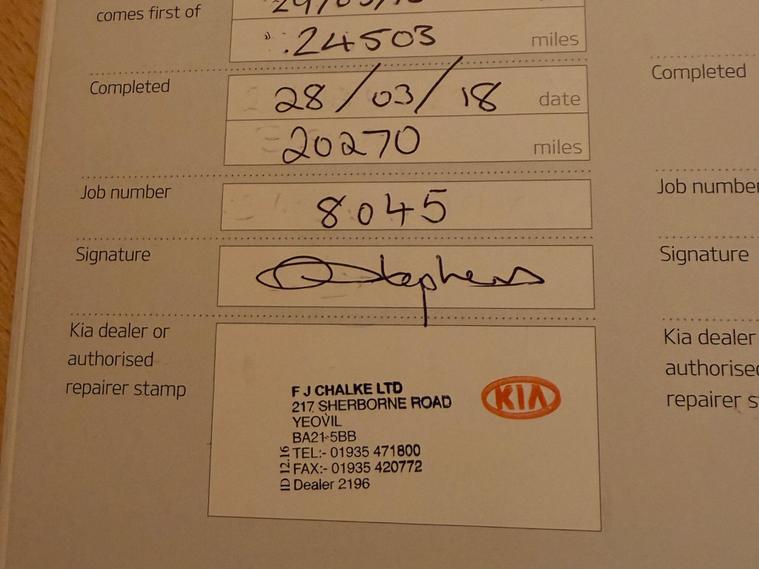 comes first of
24503 miles
Completed
28/03/18 date
20270 miles
Job number
8045
Signature
Stephens
Kia dealer or
authorised
repairer stamp
F J CHALKE LTD
217 SHERBORNE ROAD
YEOVIL
BA21-5BB
TEL:- 01935 471800
FAX:- 01935 420772
Dealer 2196
ID 12.16
KIA
Completed
Job number
Signature
Kia dealer
authorised
repairer